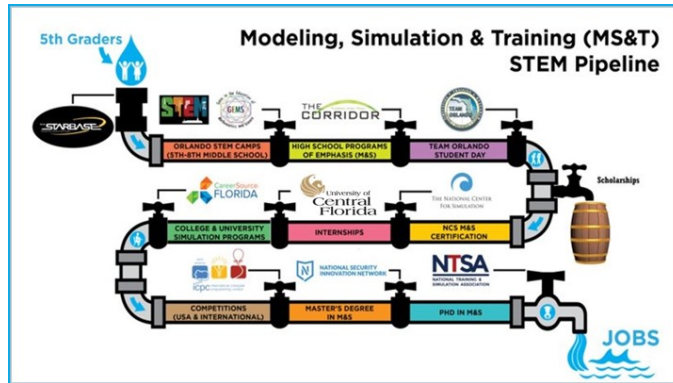 5th Graders
Modeling, Simulation & Training (MS&T)
STEM Pipeline
STARBASE
STEM
GEMS
THE
CORRIDOR
TEAM ORLANDO
ORLANDO STEM CAMPS
(5TH-8TH MIDDLE SCHOOL)
HIGH SCHOOL PROGRAMS
OF EMPHASIS (M&S)
TEAM ORLANDO
STUDENT DAY
Scholarships
CareerSource
FLORIDA
University of
Central
Florida
THE NATIONAL CENTER
FOR SIMULATION
COLLEGE & UNIVERSITY
SIMULATION PROGRAMS
INTERNSHIPS
NCS M&S
CERTIFICATION
icpc
NATIONAL SECURITY
INNOVATION NETWORK
NTSA
NATIONAL TRAINING &
SIMULATION ASSOCIATION
COMPETITIONS
(USA & INTERNATIONAL)
MASTER'S DEGREE
IN M&S
PHD IN M&S
JOBS